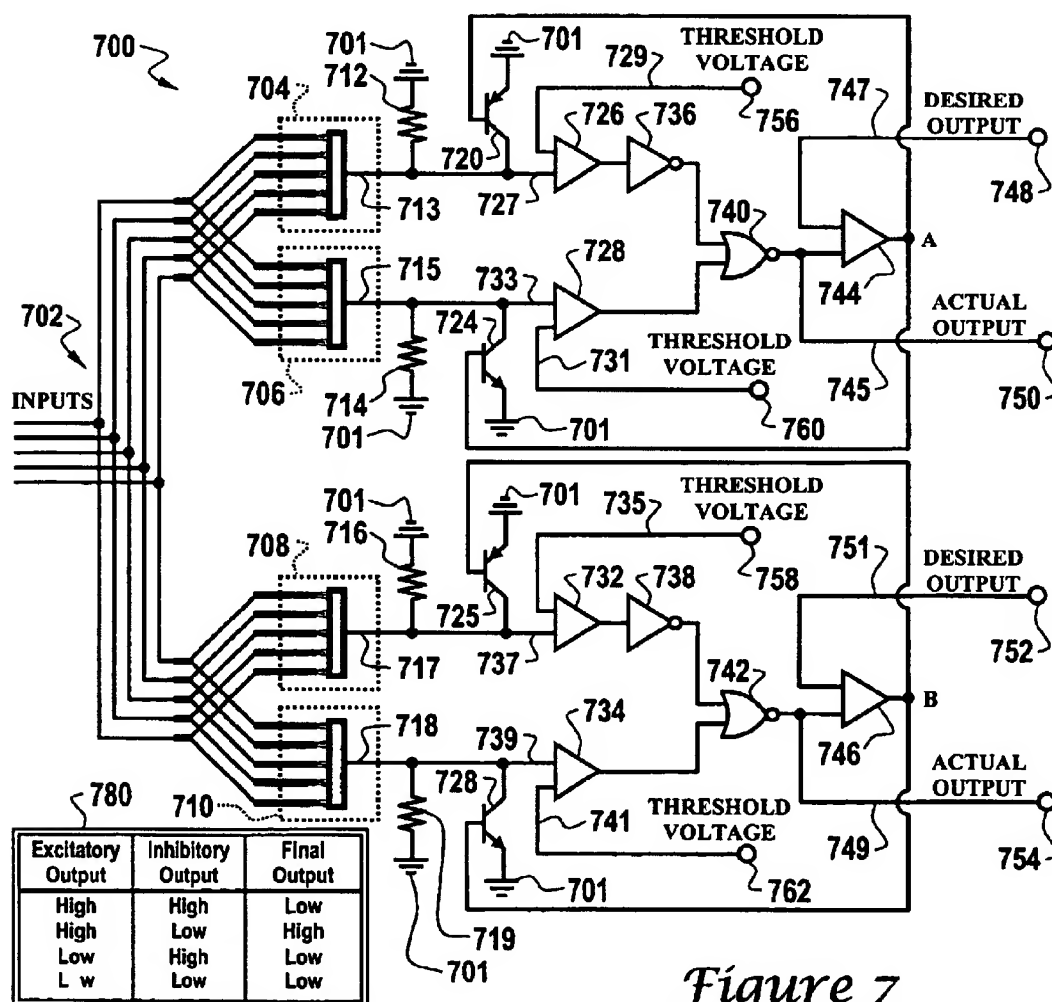 700
701
712
704
720
713
727
701
THRESHOLD
VOLTAGE
729
756
726
736
747
DESIRED
OUTPUT
748
740
A
744
702
INPUTS
715
733
728
706
714
701
724
731
701
THRESHOLD
VOLTAGE
760
ACTUAL
OUTPUT
745
750
701
716
708
725
717
737
701
THRESHOLD
VOLTAGE
735
758
732
738
751
DESIRED
OUTPUT
752
742
B
746
718
739
734
710
728
719
701
741
701
THRESHOLD
VOLTAGE
762
ACTUAL
OUTPUT
749
754
780
Excitatory Output Inhibitory Output Final Output
High High Low
High Low High
Low High Low
L w Low Low
Figure 7